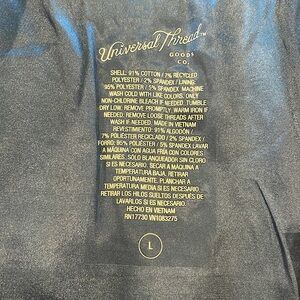 Universal Thread™
GOODS
CO.
SHELL: 91% COTTON / 7% RECYCLED
POLYESTER / 2% SPANDEX / LINING:
95% POLYESTER / 5% SPANDEX MACHINE
WASH COLD WITH LIKE COLORS. ONLY
NON-CHLORINE BLEACH IF NEEDED. TUMBLE
DRY LOW. REMOVE PROMPTLY. WARM IRON IF
NEEDED; REMOVE LOOSE THREADS AFTER
WASH IF NEEDED. MADE IN VIETNAM
REVESTIMIENTO: 91% ALGODÓN /
7% POLIÉSTER RECICLADO / 2% SPANDEX /
FORRO: 95% POLIÉSTER / 5% SPANDEX LAVAR
A MÁQUINA CON AGUA FRÍA CON COLORES
SIMILARES. SOLO BLANQUEADOR SIN CLORO
SI ES NECESARIO. SECAR A MÁQUINA A
TEMPERATURA BAJA. RETIRAR
OPORTUNAMENTE. PLANCHAR A
TEMPERATURA MEDIA SI ES NECESARIO.
RETIRAR LOS HILOS SUELTOS DESPUÉS DE
LAVARLOS SI ES NECESARIO.
HECHO EN VIETNAM
RN17730 VN1083275
L